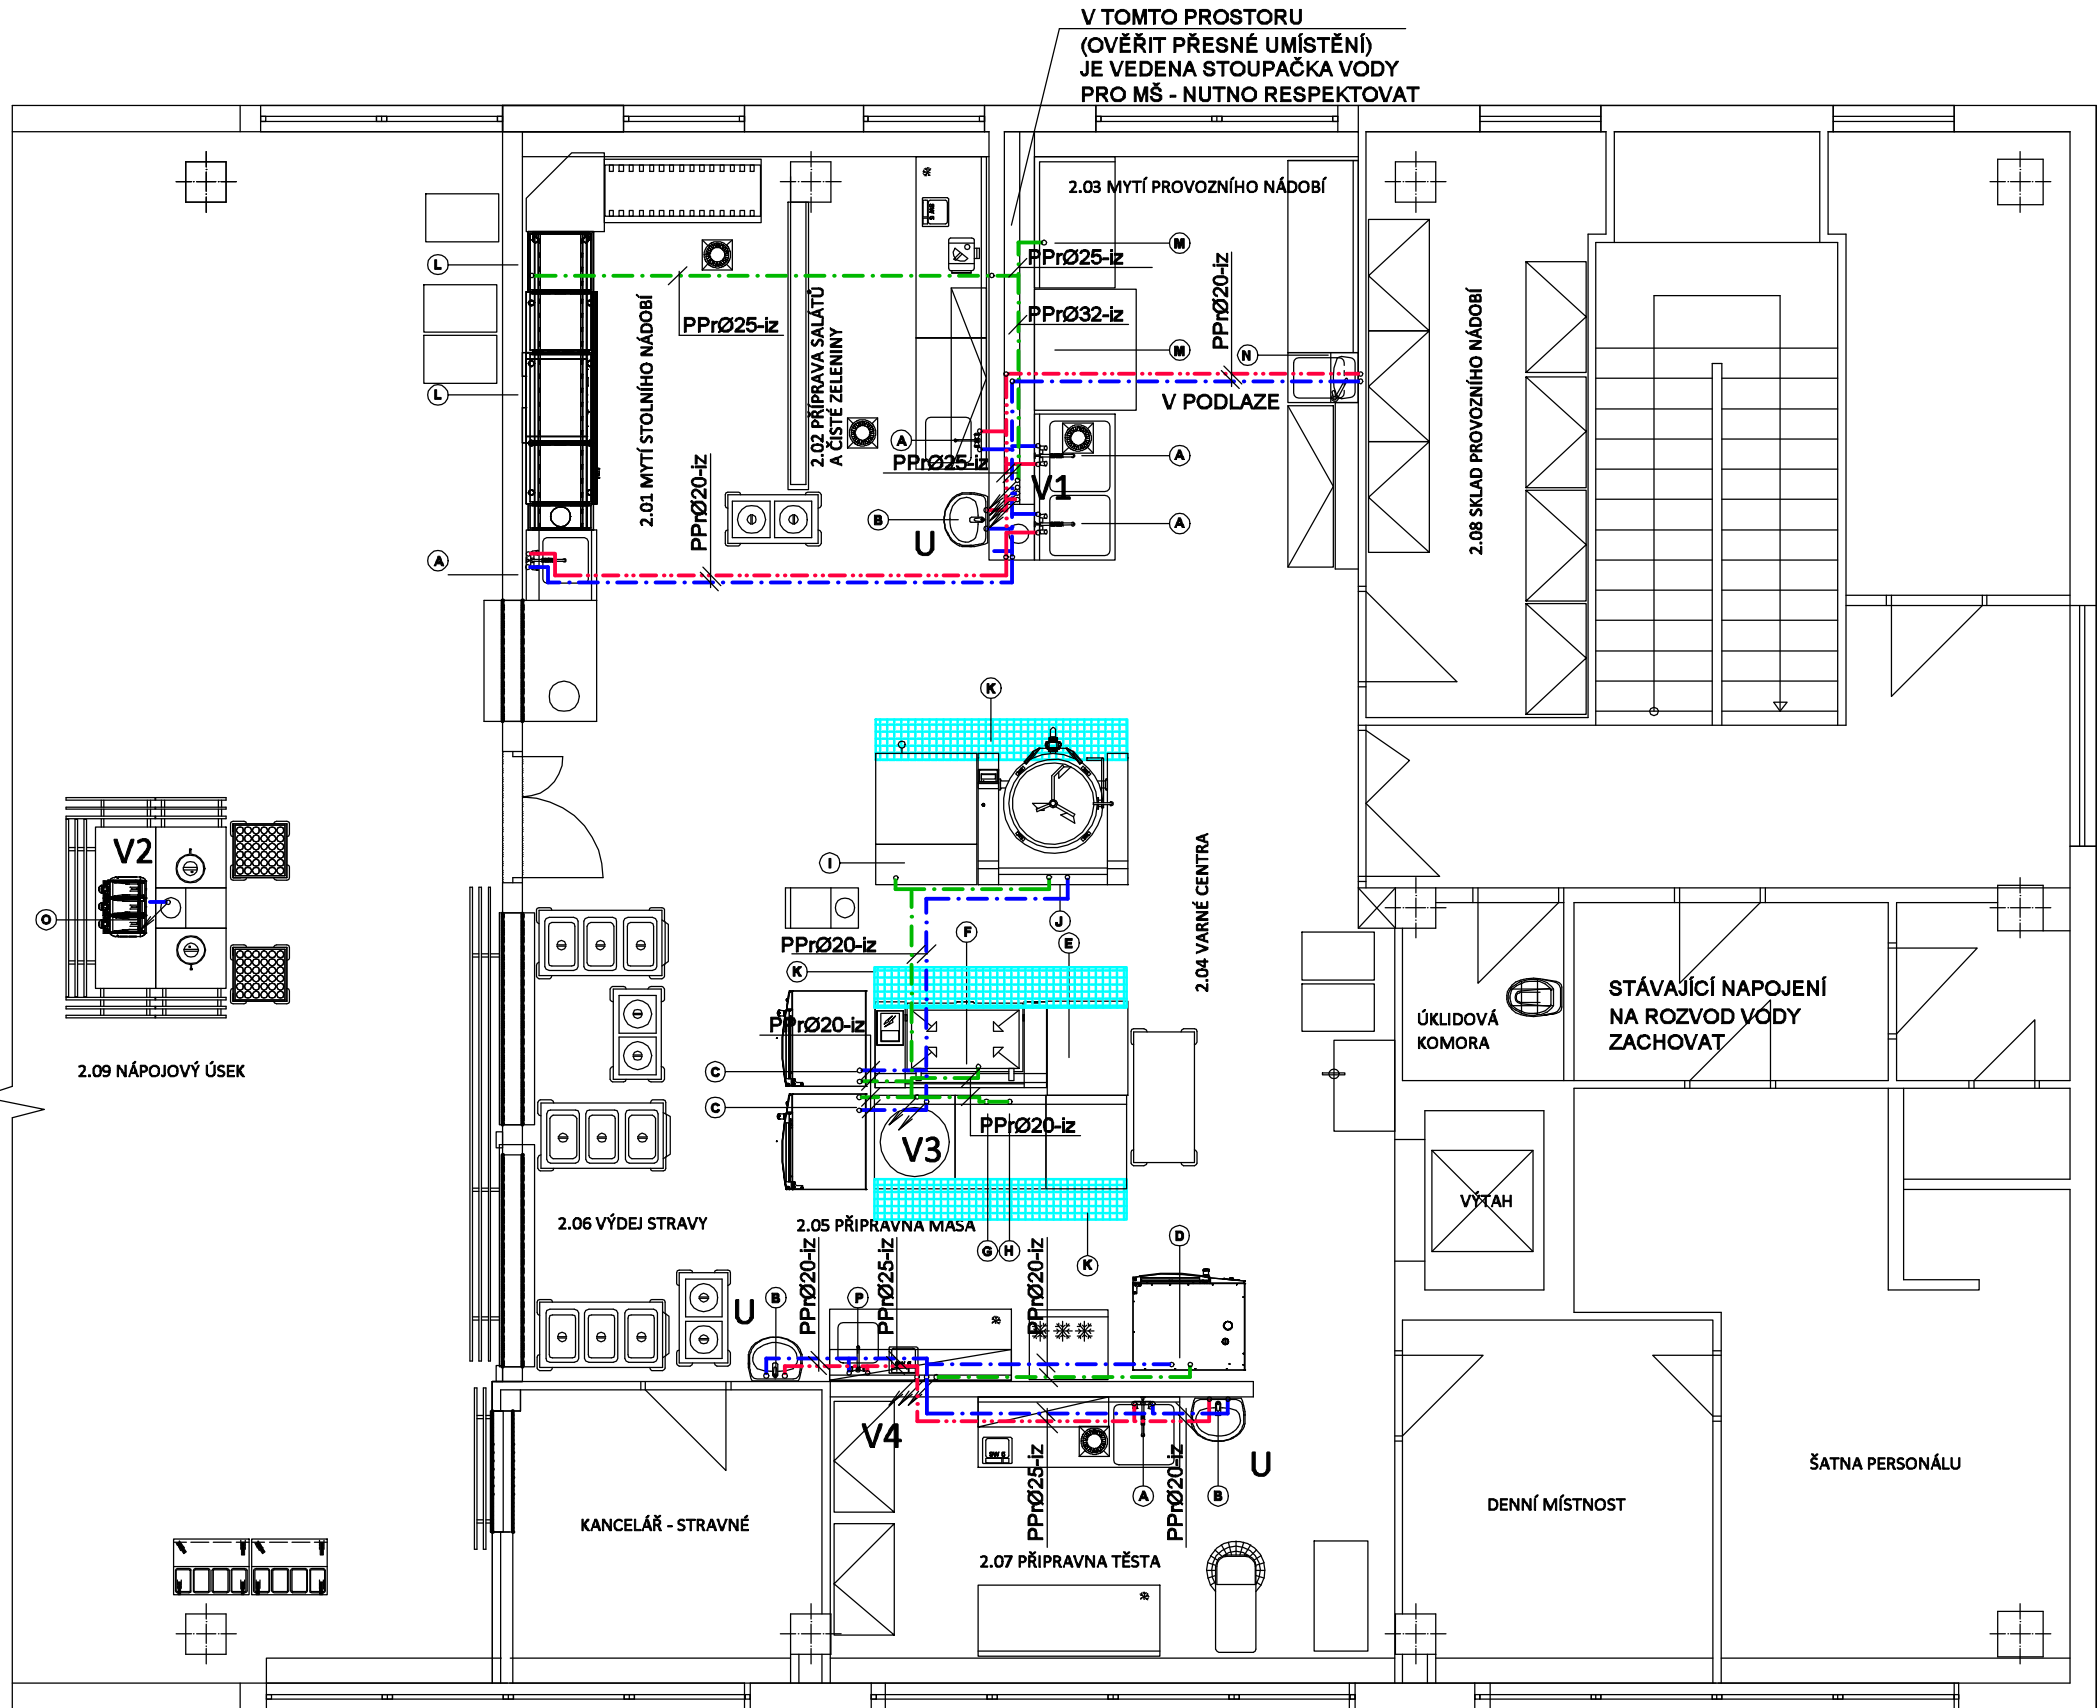 V TOMTO PROSTORU
(OVĚŘIT PŘESNÉ UMÍSTĚNÍ)
JE VEDENA STOUPAČKA VODY
PRO MŠ - NUTNO RESPEKTOVAT
2.03 MYTÍ PROVOZNÍHO NÁDOBÍ
M
PPrØ25-iz
L
PPrØ20-iz
PPrØ32-iz
PPrØ25-iz
2.01 MYTÍ STOLNÍHO NÁDOBÍ
2.02 PŘÍPRAVA SALÁTŮ
A ČISTÉ ZELENINY
2.08 SKLAD PROVOZNÍHO NÁDOBÍ
M
N
L
V PODLAZE
A
A
PPrØ25-iz
V1
PPrØ20-iz
B
A
U
A
K
V2
I
2.04 VARNÉ CENTRA
O
J
F
E
PPrØ20-iz
K
STÁVAJÍCÍ NAPOJENÍ
NA ROZVOD VODY
ZACHOVAT
ÚKLIDOVÁ
KOMORA
PPrØ20-iz
2.09 NÁPOJOVÝ ÚSEK
C
C
PPrØ20-iz
V3
VÝTAH
2.06 VÝDEJ STRAVY
2.05 PŘIPRAVNA MASA
D
G
H
K
PPrØ20-iz
PPrØ25-iz
PPrØ20-iz
U
B
P
V4
U
ŠATNA PERSONÁLU
PPrØ25-iz
PPrØ20-iz
A
B
DENNÍ MÍSTNOST
KANCELÁŘ - STRAVNÉ
2.07 PŘIPRAVNA TĚSTA